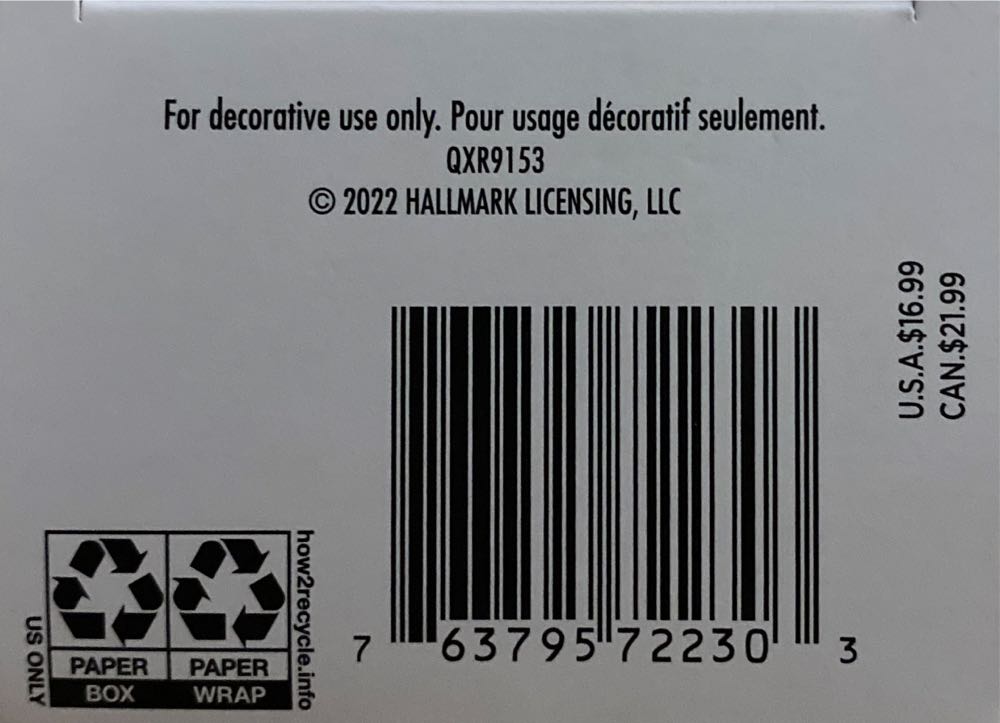 For decorative use only. Pour usage décoratif seulement.
QXR9153
© 2022 HALLMARK LICENSING, LLC
U.S.A.$16.99
CAN.$21.99
US ONLY
PAPER
BOX
PAPER
WRAP
how2recycle.info
7 63795 72230 3